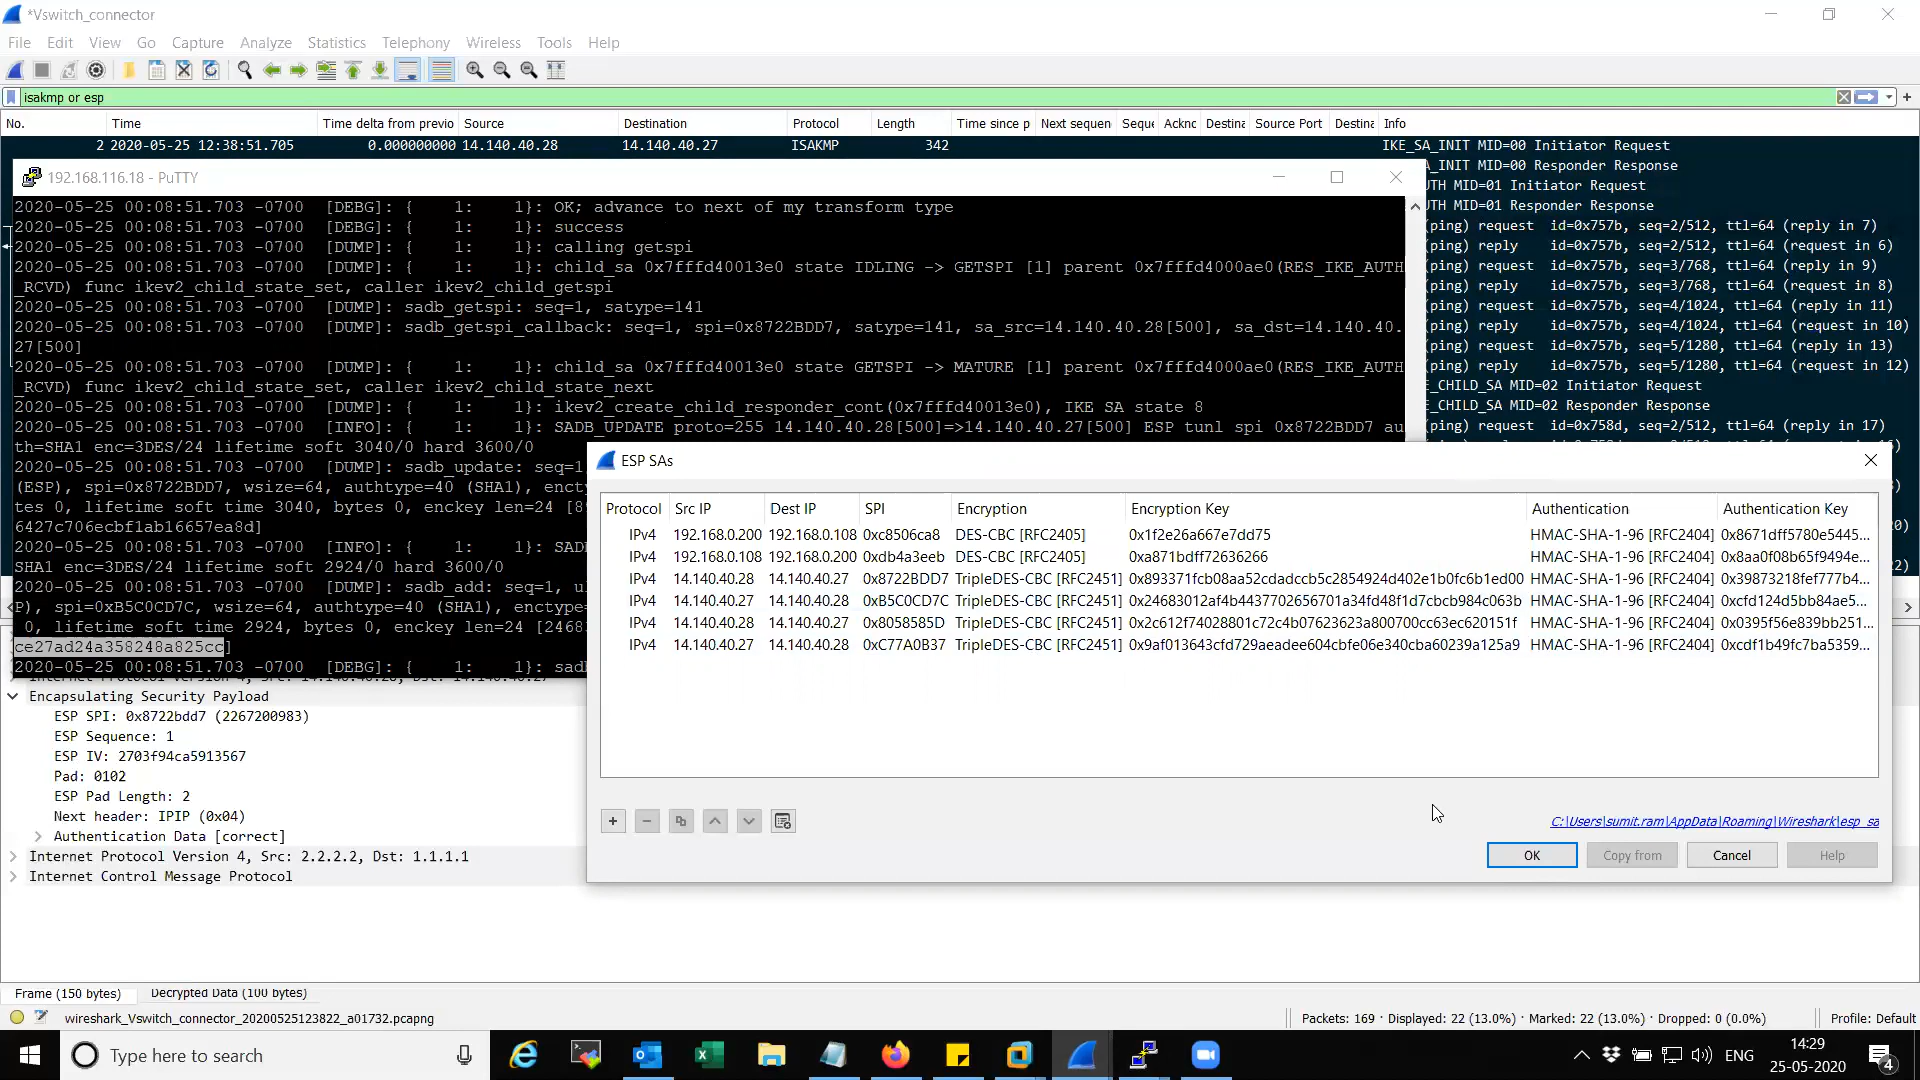 *Vswitch_connector
File Edit View Go Capture Analyze Statistics Telephony Wireless Tools Help
isakmp or esp
No. Time Time delta from previo Source Destination Protocol Length Time since p Next sequen Seque Ackno Destina Source Port Destina Info
2 2020-05-25 12:38:51.705 0.000000000 14.140.40.28 14.140.40.27 ISAKMP 342 IKE_SA_INIT MID=00 Initiator Request
A_INIT MID=00 Responder Response
UTH MID=01 Initiator Request
UTH MID=01 Responder Response
(ping) request id=0x757b, seq=2/512, ttl=64 (reply in 7)
(ping) reply id=0x757b, seq=2/512, ttl=64 (request in 6)
(ping) request id=0x757b, seq=3/768, ttl=64 (reply in 9)
(ping) reply id=0x757b, seq=3/768, ttl=64 (request in 8)
(ping) request id=0x757b, seq=4/1024, ttl=64 (reply in 11)
(ping) reply id=0x757b, seq=4/1024, ttl=64 (request in 10)
(ping) request id=0x757b, seq=5/1280, ttl=64 (reply in 13)
(ping) reply id=0x757b, seq=5/1280, ttl=64 (request in 12)
E_CHILD_SA MID=02 Initiator Request
E_CHILD_SA MID=02 Responder Response
(ping) request id=0x758d, seq=2/512, ttl=64 (reply in 17)
192.168.116.18 - PuTTY
2020-05-25 00:08:51.703 -0700 [DEBG]: { 1: 1}: OK; advance to next of my transform type
2020-05-25 00:08:51.703 -0700 [DEBG]: { 1: 1}: success
2020-05-25 00:08:51.703 -0700 [DUMP]: { 1: 1}: calling getspi
2020-05-25 00:08:51.703 -0700 [DUMP]: { 1: 1}: child_sa 0x7fffd40013e0 state IDLING -> GETSPI [1] parent 0x7fffd4000ae0(RES_IKE_AUTH
_RCVD) func ikev2_child_state_set, caller ikev2_child_getspi
2020-05-25 00:08:51.703 -0700 [DUMP]: sadb_getspi: seq=1, satype=141
2020-05-25 00:08:51.703 -0700 [DUMP]: sadb_getspi_callback: seq=1, spi=0x8722BDD7, satype=141, sa_src=14.140.40.28[500], sa_dst=14.140.40.
27[500]
2020-05-25 00:08:51.703 -0700 [DUMP]: { 1: 1}: child_sa 0x7fffd40013e0 state GETSPI -> MATURE [1] parent 0x7fffd4000ae0(RES_IKE_AUTH
_RCVD) func ikev2_child_state_set, caller ikev2_child_state_next
2020-05-25 00:08:51.703 -0700 [DUMP]: { 1: 1}: ikev2_create_child_responder_cont(0x7fffd40013e0), IKE SA state 8
2020-05-25 00:08:51.703 -0700 [INFO]: { 1: 1}: SADB_UPDATE proto=255 14.140.40.28[500]=>14.140.40.27[500] ESP tunl spi 0x8722BDD7 au
th=SHA1 enc=3DES/24 lifetime soft 3040/0 hard 3600/0
2020-05-25 00:08:51.703 -0700 [DUMP]: sadb_update: seq=1,
(ESP), spi=0x8722BDD7, wsize=64, authtype=40 (SHA1), encty
tes 0, lifetime soft time 3040, bytes 0, enckey len=24 [89
6427c706ecbf1ab16657ea8d]
2020-05-25 00:08:51.703 -0700 [INFO]: { 1: 1}: SAD
SHA1 enc=3DES/24 lifetime soft 2924/0 hard 3600/0
2020-05-25 00:08:51.703 -0700 [DUMP]: sadb_add: seq=1, ul
P), spi=0xB5C0CD7C, wsize=64, authtype=40 (SHA1), enctype=
0, lifetime soft time 2924, bytes 0, enckey len=24 [2468
ce27ad24a358248a825cc]
2020-05-25 00:08:51.703 -0700 [DEBG]: { 1: 1}: sad
ESP SAs
Protocol Src IP Dest IP SPI Encryption Encryption Key Authentication Authentication Key
IPv4 192.168.0.200 192.168.0.108 0xc8506ca8 DES-CBC [RFC2405] 0x1f2e26a667e7dd75 HMAC-SHA-1-96 [RFC2404] 0x8671dff5780e5445...
IPv4 192.168.0.108 192.168.0.200 0xdb4a3eeb DES-CBC [RFC2405] 0xa871bdff72636266 HMAC-SHA-1-96 [RFC2404] 0x8aa0f08b65f9494e...
IPv4 14.140.40.28 14.140.40.27 0x8722BDD7 TripleDES-CBC [RFC2451] 0x893371fcb08aa52cdadccb5c2854924d402e1b0fc6b1ed00 HMAC-SHA-1-96 [RFC2404] 0x39873218fef777b4...
IPv4 14.140.40.27 14.140.40.28 0xB5C0CD7C TripleDES-CBC [RFC2451] 0x24683012af4b4437702656701a34fd48f1d7cbcb984c063b HMAC-SHA-1-96 [RFC2404] 0xcfd124d5bb84ae5...
IPv4 14.140.40.28 14.140.40.27 0x8058585D TripleDES-CBC [RFC2451] 0x2c612f74028801c72c4b07623623a800700cc63ec620151f HMAC-SHA-1-96 [RFC2404] 0x0395f56e839bb251...
IPv4 14.140.40.27 14.140.40.28 0xC77A0B37 TripleDES-CBC [RFC2451] 0x9af013643cfd729aeadee604cbfe06e340cba60239a125a9 HMAC-SHA-1-96 [RFC2404] 0xcdf1b49fc7ba5359...
C:\Users\sumit.ram\AppData\Roaming\Wireshark\esp_sa
OK Copy from Cancel Help
Encapsulating Security Payload
ESP SPI: 0x8722bdd7 (2267200983)
ESP Sequence: 1
ESP IV: 2703f94ca5913567
Pad: 0102
ESP Pad Length: 2
Next header: IPIP (0x04)
Authentication Data [correct]
Internet Protocol Version 4, Src: 2.2.2.2, Dst: 1.1.1.1
Internet Control Message Protocol
Frame (150 bytes) Decrypted Data (100 bytes)
wireshark_Vswitch_connector_20200525123822_a01732.pcapng Packets: 169 · Displayed: 22 (13.0%) · Marked: 22 (13.0%) · Dropped: 0 (0.0%) Profile: Default
Type here to search ENG 14:29
25-05-2020 4